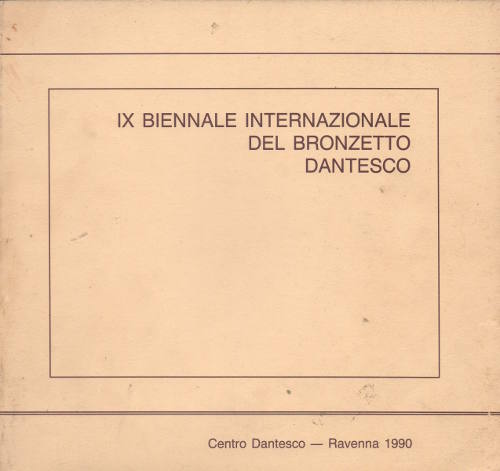 IX BIENNALE INTERNAZIONALE
DEL BRONZETTO
DANTESCO
Centro Dantesco — Ravenna 1990